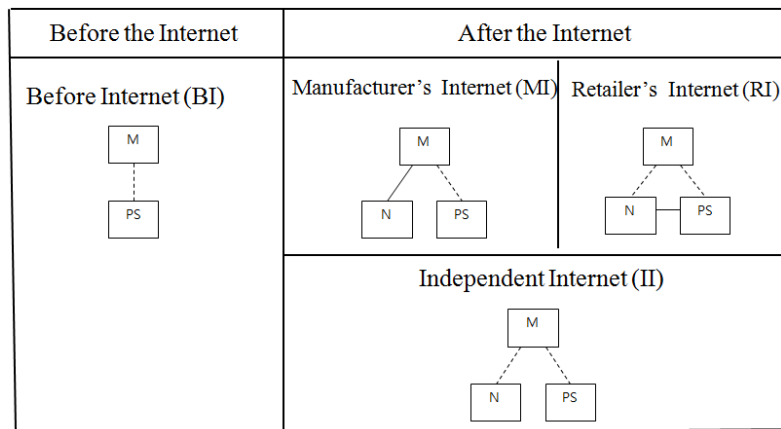 Before the Internet
After the Internet
Before Internet (BI)
M
PS
Manufacturer's Internet (MI)
M
N
PS
Retailer's Internet (RI)
M
N
PS
Independent Internet (II)
M
N
PS